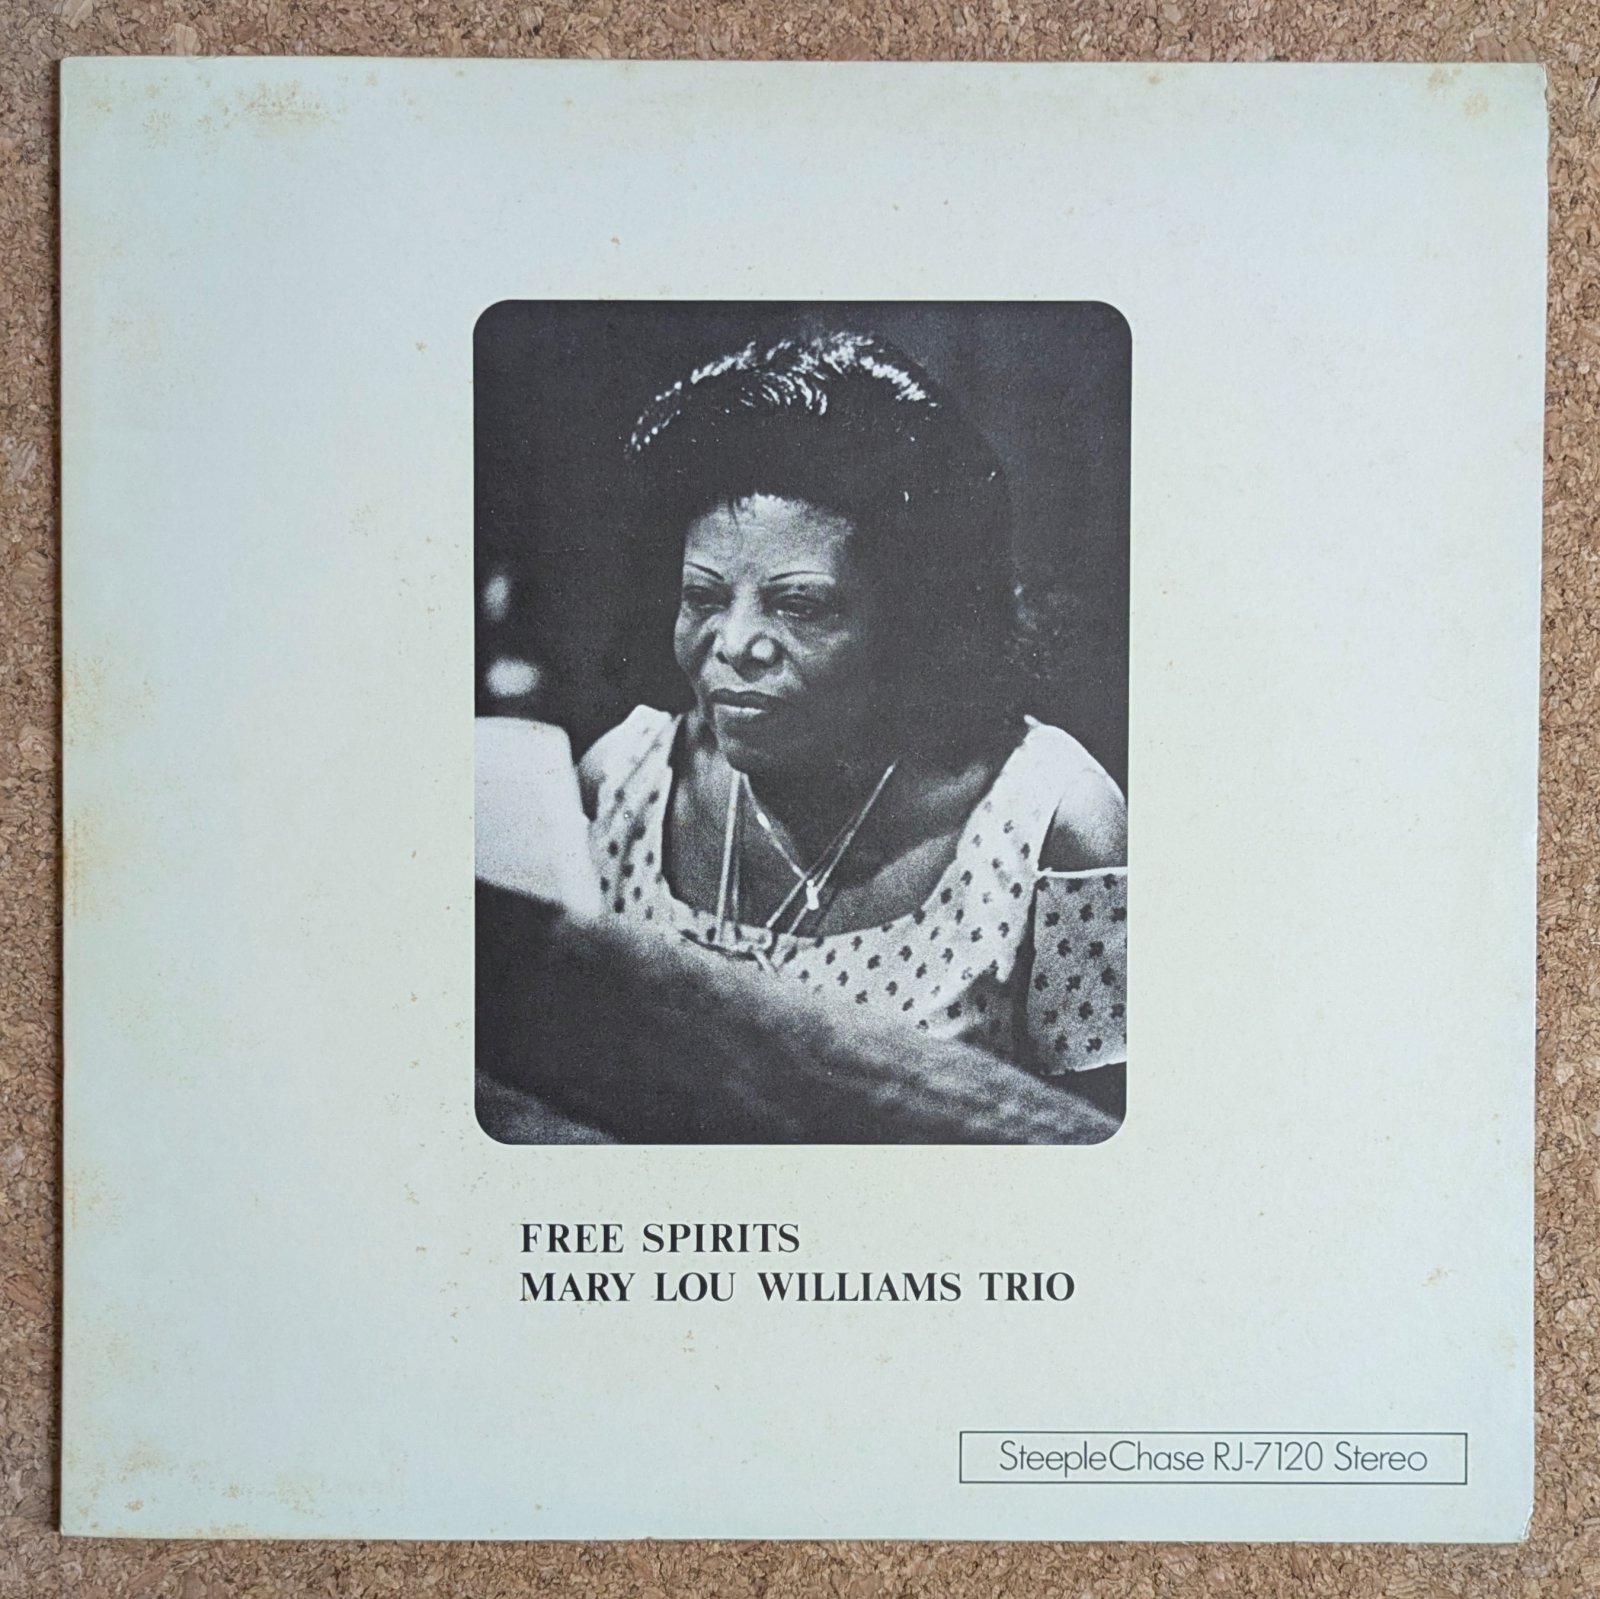 FREE SPIRITS
MARY LOU WILLIAMS TRIO
SteepleChase RJ-7120 Stereo